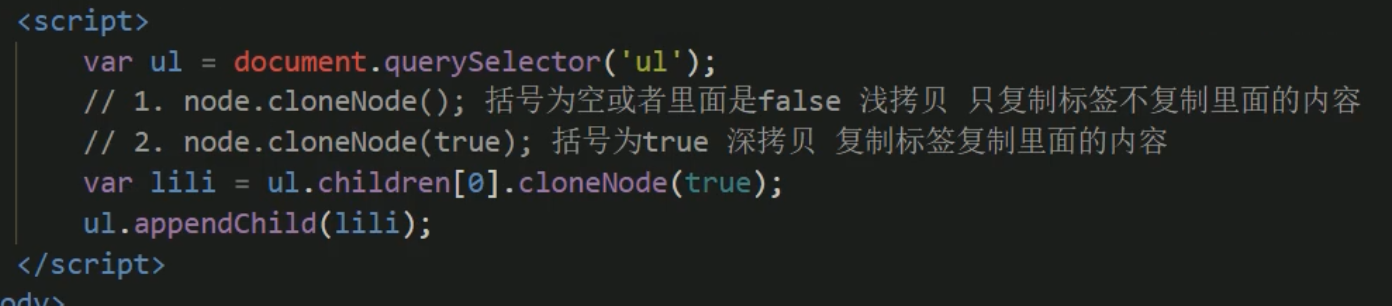 <script>
var ul = document.querySelector('ul');
// 1. node.cloneNode(); 括号为空或者里面是false 浅拷贝 只复制标签不复制里面的内容
// 2. node.cloneNode(true); 括号为true 深拷贝 复制标签复制里面的内容
var lili = ul.children[0].cloneNode(true);
ul.appendChild(lili);
</script>
ody>